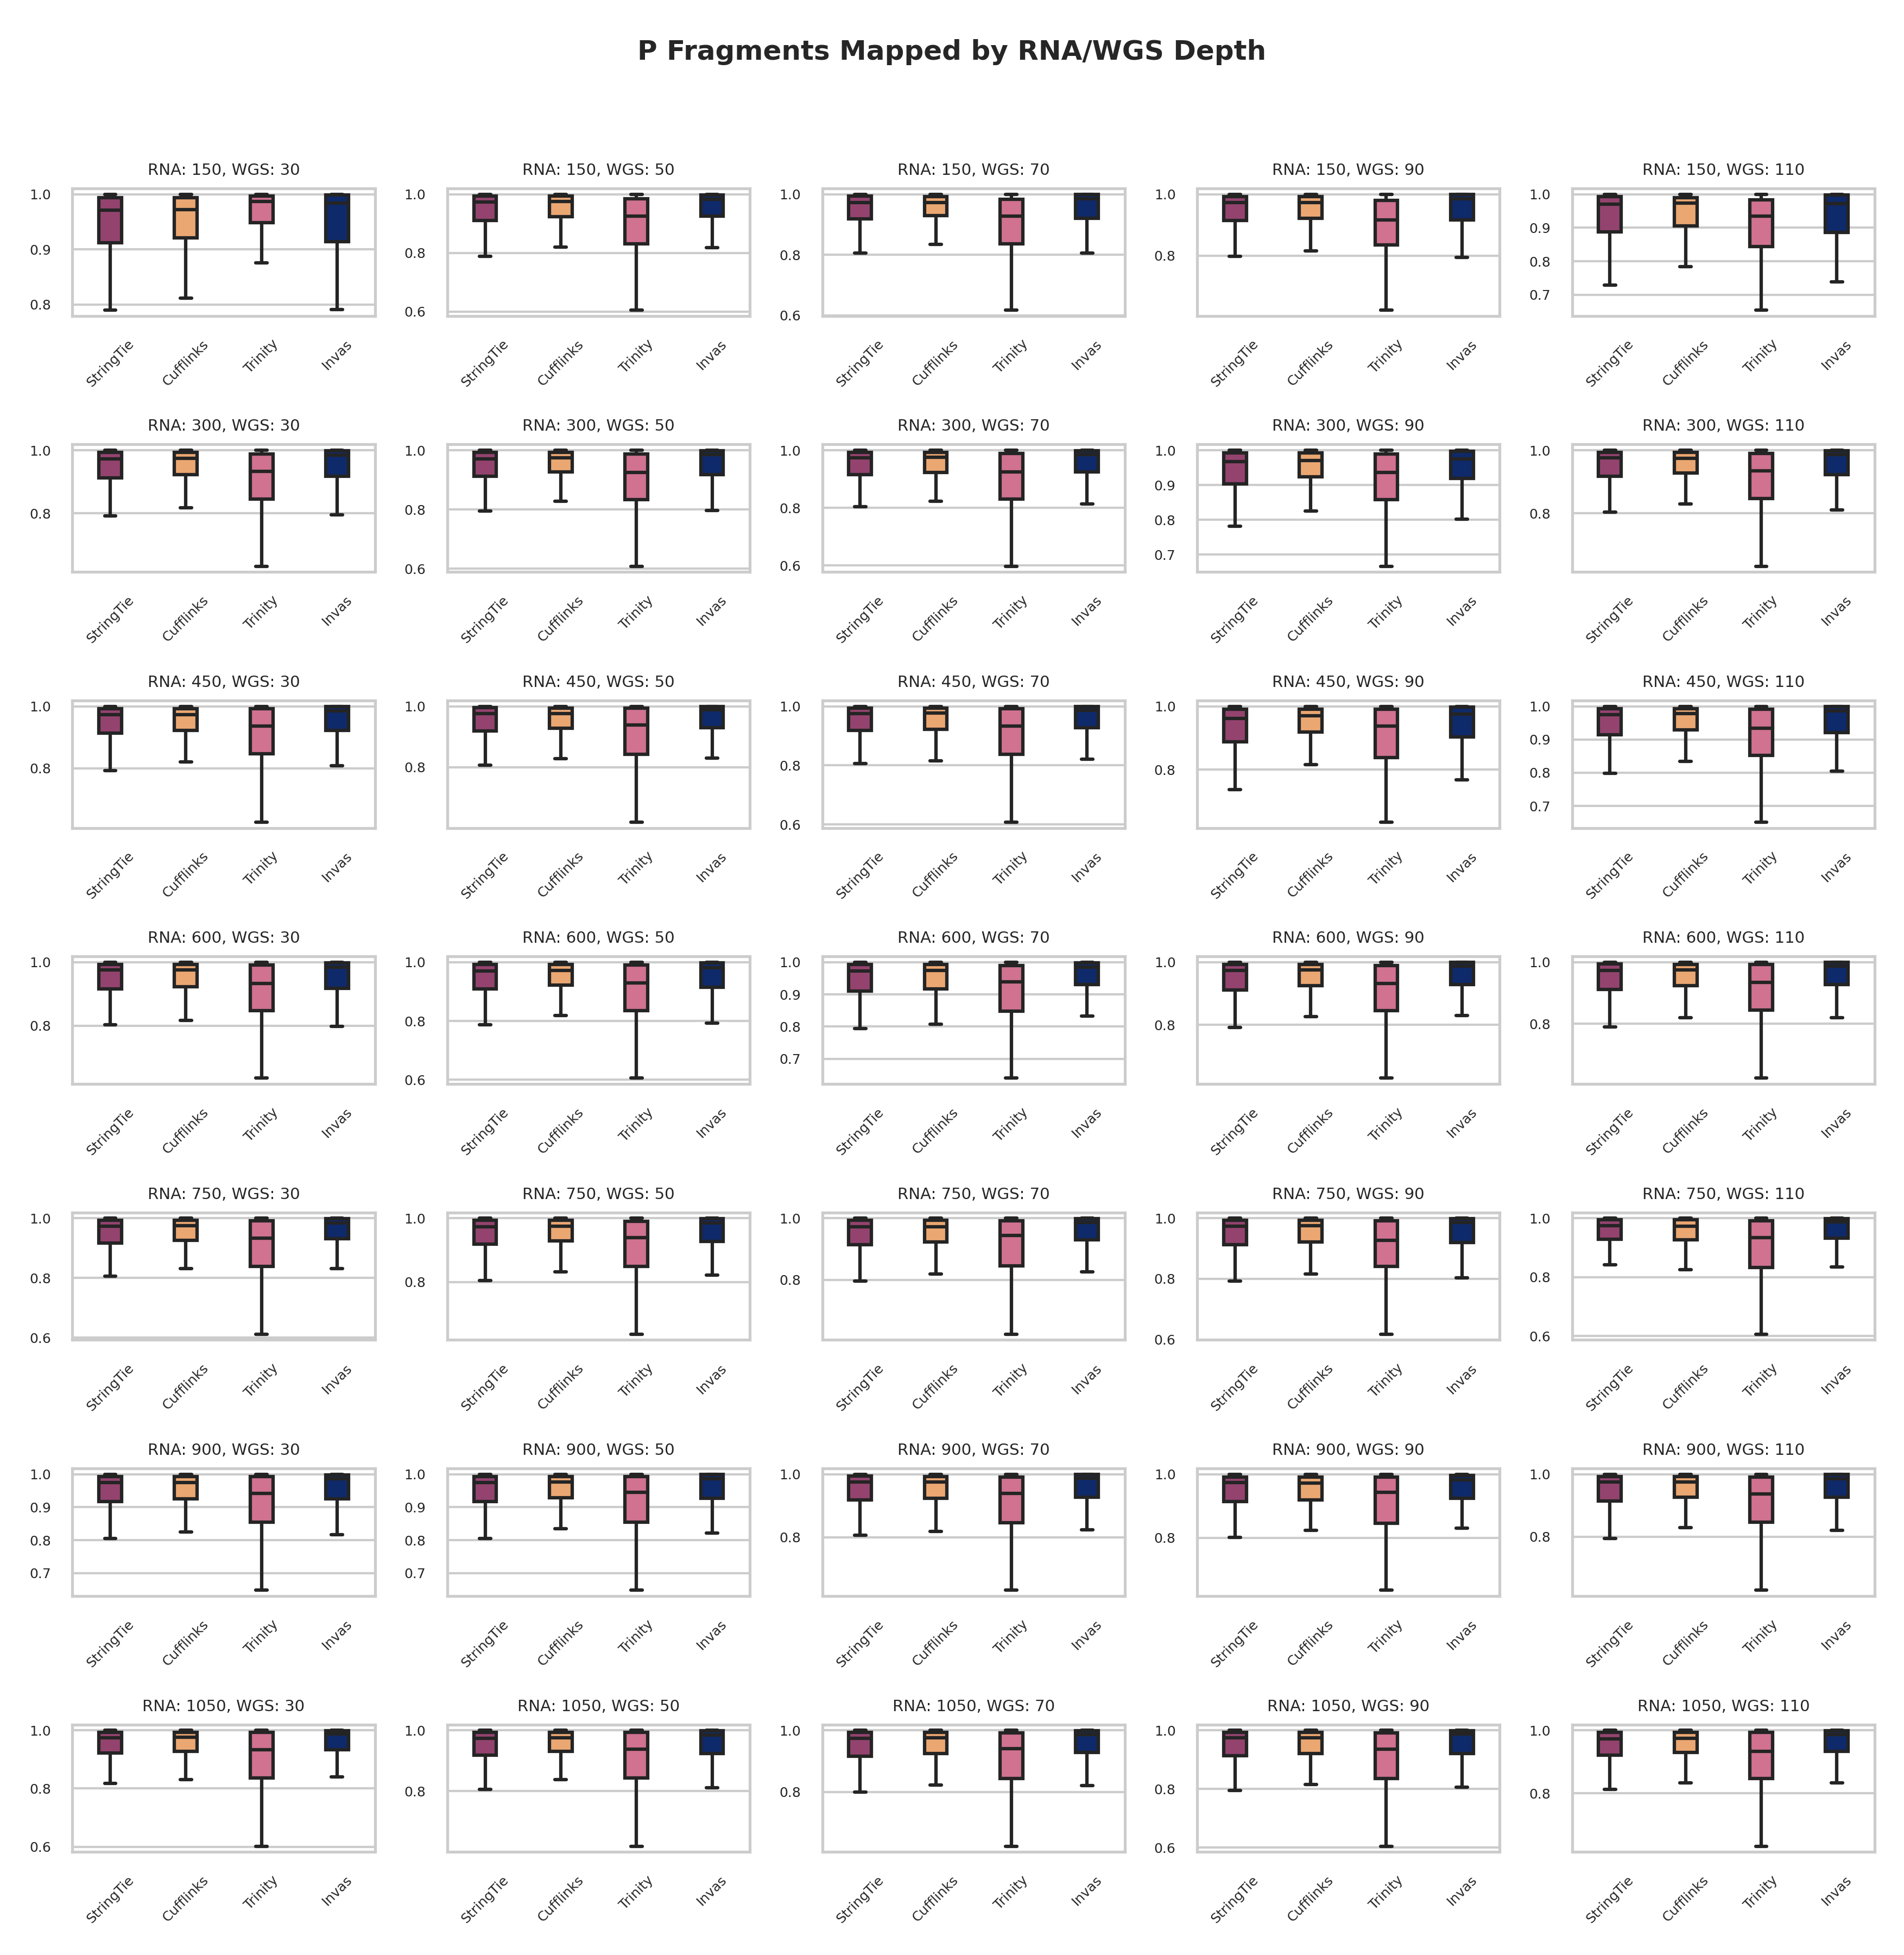 P Fragments Mapped by RNA/WGS Depth
RNA: 150, WGS: 30
1.0
0.9
0.8
StringTie Cufflinks Trinity Invas
RNA: 150, WGS: 50
1.0
0.8
0.6
StringTie Cufflinks Trinity Invas
RNA: 150, WGS: 70
1.0
0.8
0.6
StringTie Cufflinks Trinity Invas
RNA: 150, WGS: 90
1.0
0.8
StringTie Cufflinks Trinity Invas
RNA: 150, WGS: 110
1.0
0.9
0.8
0.7
StringTie Cufflinks Trinity Invas
RNA: 300, WGS: 30
1.0
0.8
StringTie Cufflinks Trinity Invas
RNA: 300, WGS: 50
1.0
0.8
0.6
StringTie Cufflinks Trinity Invas
RNA: 300, WGS: 70
1.0
0.8
0.6
StringTie Cufflinks Trinity Invas
RNA: 300, WGS: 90
1.0
0.9
0.8
0.7
StringTie Cufflinks Trinity Invas
RNA: 300, WGS: 110
1.0
0.8
StringTie Cufflinks Trinity Invas
RNA: 450, WGS: 30
1.0
0.8
StringTie Cufflinks Trinity Invas
RNA: 450, WGS: 50
1.0
0.8
StringTie Cufflinks Trinity Invas
RNA: 450, WGS: 70
1.0
0.8
0.6
StringTie Cufflinks Trinity Invas
RNA: 450, WGS: 90
1.0
0.8
StringTie Cufflinks Trinity Invas
RNA: 450, WGS: 110
1.0
0.9
0.8
0.7
StringTie Cufflinks Trinity Invas
RNA: 600, WGS: 30
1.0
0.8
StringTie Cufflinks Trinity Invas
RNA: 600, WGS: 50
1.0
0.8
0.6
StringTie Cufflinks Trinity Invas
RNA: 600, WGS: 70
1.0
0.9
0.8
0.7
StringTie Cufflinks Trinity Invas
RNA: 600, WGS: 90
1.0
0.8
StringTie Cufflinks Trinity Invas
RNA: 600, WGS: 110
1.0
0.8
StringTie Cufflinks Trinity Invas
RNA: 750, WGS: 30
1.0
0.8
0.6
StringTie Cufflinks Trinity Invas
RNA: 750, WGS: 50
1.0
0.8
StringTie Cufflinks Trinity Invas
RNA: 750, WGS: 70
1.0
0.8
StringTie Cufflinks Trinity Invas
RNA: 750, WGS: 90
1.0
0.8
0.6
StringTie Cufflinks Trinity Invas
RNA: 750, WGS: 110
1.0
0.8
0.6
StringTie Cufflinks Trinity Invas
RNA: 900, WGS: 30
1.0
0.9
0.8
0.7
StringTie Cufflinks Trinity Invas
RNA: 900, WGS: 50
1.0
0.9
0.8
0.7
StringTie Cufflinks Trinity Invas
RNA: 900, WGS: 70
1.0
0.8
StringTie Cufflinks Trinity Invas
RNA: 900, WGS: 90
1.0
0.8
StringTie Cufflinks Trinity Invas
RNA: 900, WGS: 110
1.0
0.8
StringTie Cufflinks Trinity Invas
RNA: 1050, WGS: 30
1.0
0.8
0.6
StringTie Cufflinks Trinity Invas
RNA: 1050, WGS: 50
1.0
0.8
StringTie Cufflinks Trinity Invas
RNA: 1050, WGS: 70
1.0
0.8
StringTie Cufflinks Trinity Invas
RNA: 1050, WGS: 90
1.0
0.8
0.6
StringTie Cufflinks Trinity Invas
RNA: 1050, WGS: 110
1.0
0.8
StringTie Cufflinks Trinity Invas